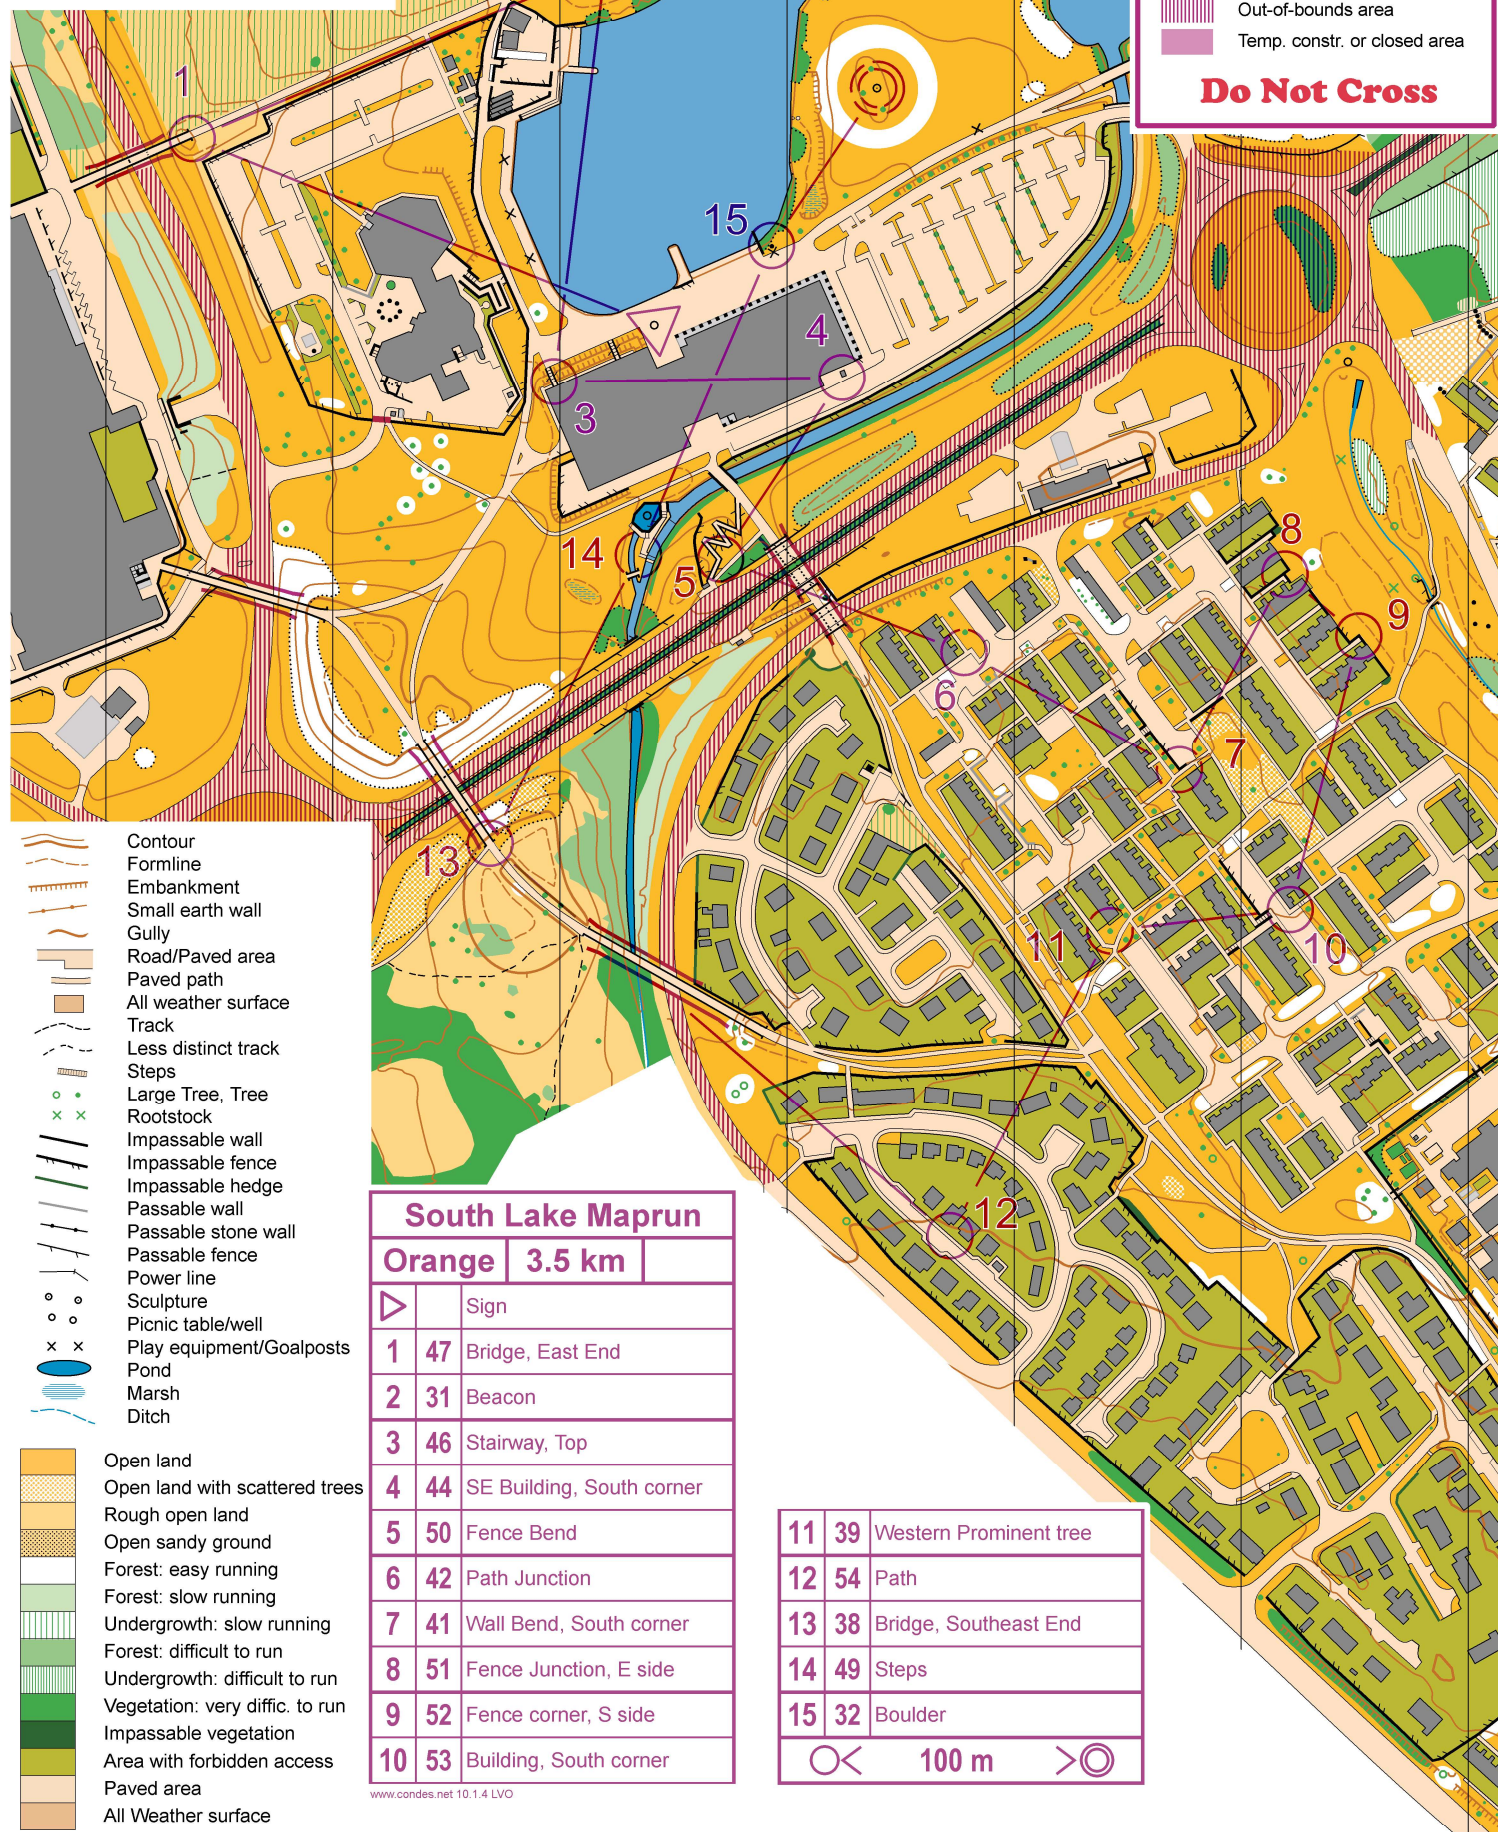 Out-of-bounds area
Temp. constr. or closed area
Do Not Cross
1
15
4
3
14
5
8
9
6
7
13
11
10
12
Contour
Formline
Embankment
Small earth wall
Gully
Road/Paved area
Paved path
All weather surface
Track
Less distinct track
Steps
Large Tree, Tree
Rootstock
Impassable wall
Impassable fence
Impassable hedge
Passable wall
Passable stone wall
Passable fence
Power line
Sculpture
Picnic table/well
Play equipment/Goalposts
Pond
Marsh
Ditch
Open land
Open land with scattered trees
Rough open land
Open sandy ground
Forest: easy running
Forest: slow running
Undergrowth: slow running
Forest: difficult to run
Undergrowth: difficult to run
Vegetation: very diffic. to run
Impassable vegetation
Area with forbidden access
Paved area
All Weather surface
South Lake Maprun
Orange 3.5 km
Sign
1 47 Bridge, East End
2 31 Beacon
3 46 Stairway, Top
4 44 SE Building, South corner
5 50 Fence Bend
6 42 Path Junction
7 41 Wall Bend, South corner
8 51 Fence Junction, E side
9 52 Fence corner, S side
10 53 Building, South corner
www.condes.net 10.1.4 LVO
11 39 Western Prominent tree
12 54 Path
13 38 Bridge, Southeast End
14 49 Steps
15 32 Boulder
100 m